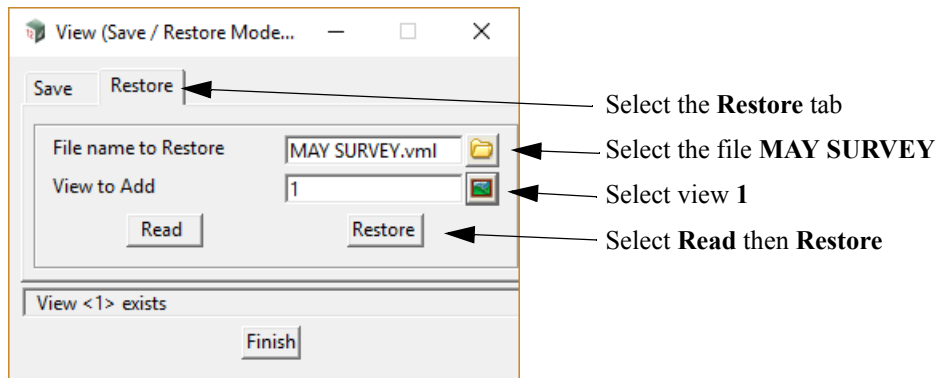 View (Save / Restore Mode...
Save Restore
Select the Restore tab
File name to Restore MAY SURVEY.vml
Select the file MAY SURVEY
View to Add 1
Select view 1
Read Restore
Select Read then Restore
View <1> exists
Finish